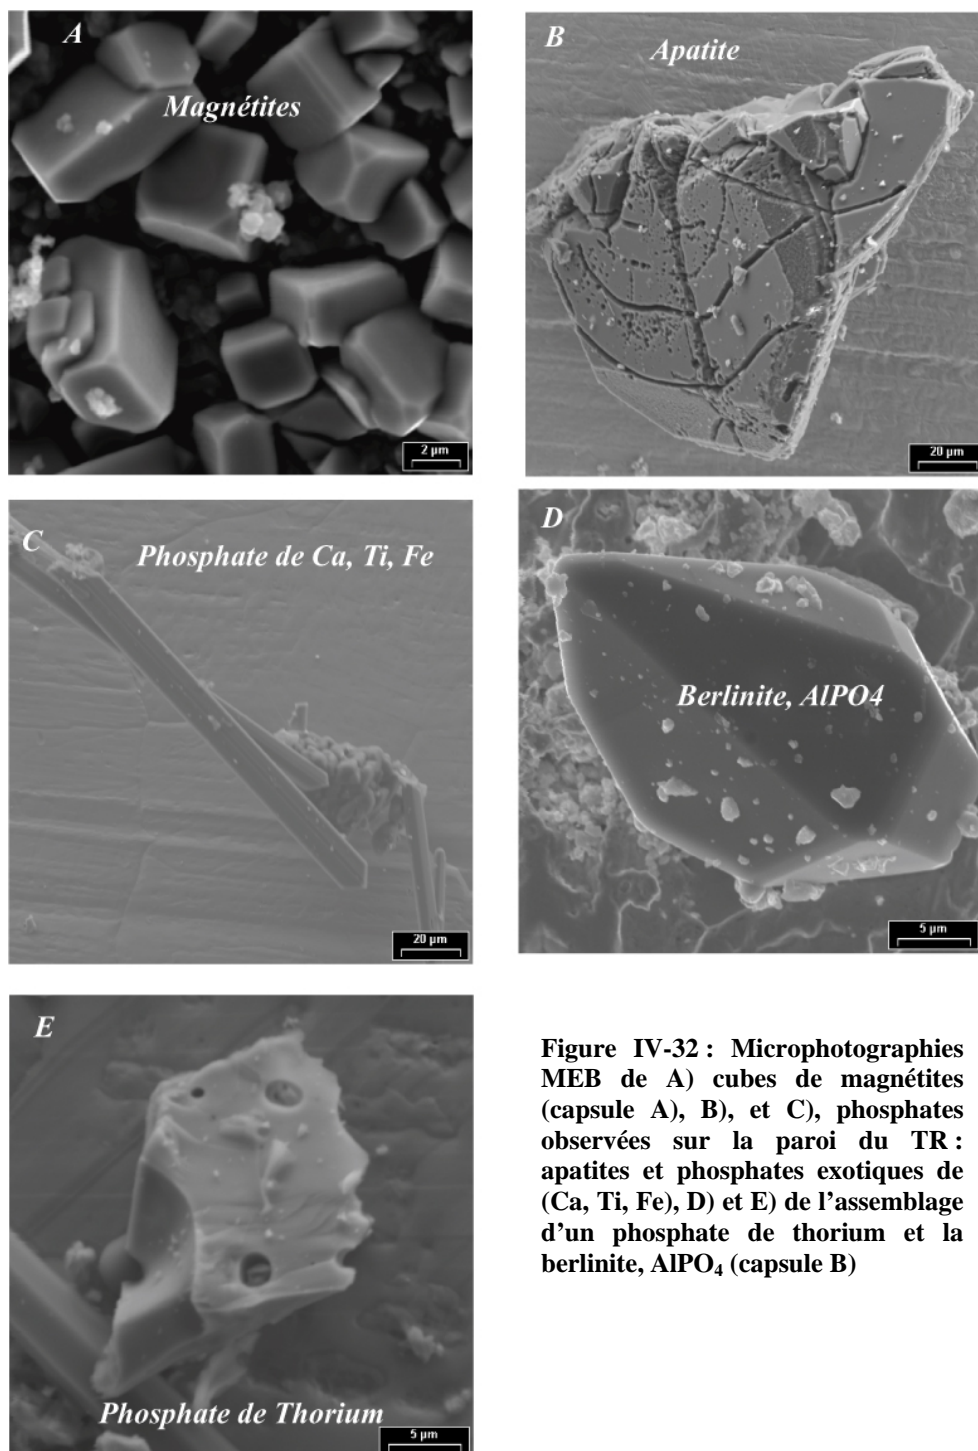 A
Magnétites
2 µm
B
Apatite
20 µm
C
Phosphate de Ca, Ti, Fe
20 µm
D
Berlinite, AlPO4
5 µm
E
Phosphate de Thorium
5 µm
Figure IV-32 : Microphotographies
MEB de A) cubes de magnétites
(capsule A), B), et C), phosphates
observées sur la paroi du TR :
apatites et phosphates exotiques de
(Ca, Ti, Fe), D) et E) de l’assemblage
d’un phosphate de thorium et la
berlinite, AlPO₄ (capsule B)